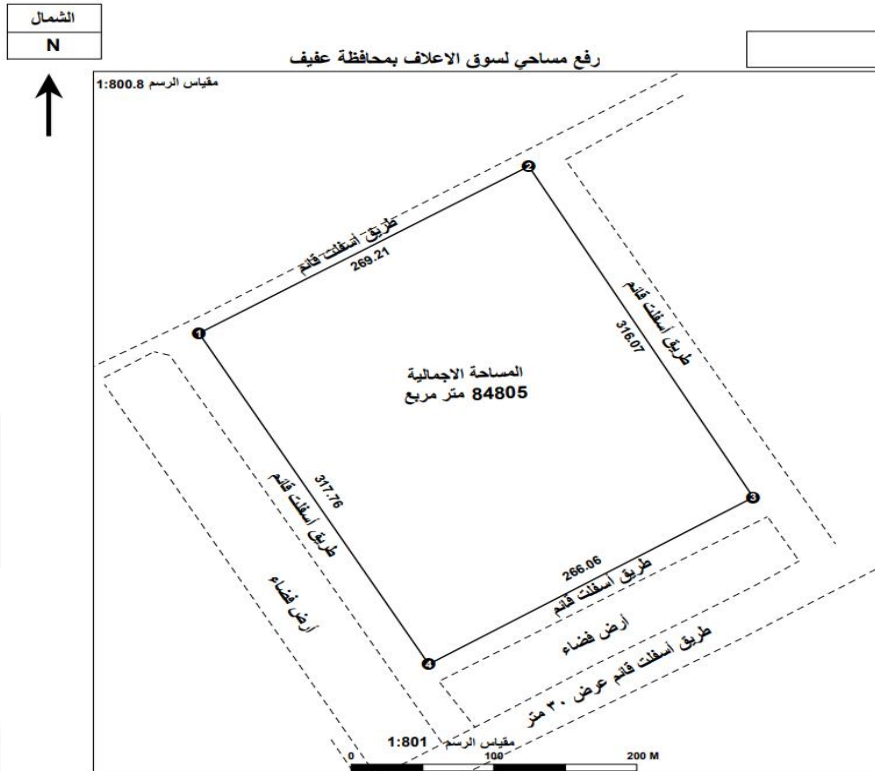 الشمال
N
رفع مساحي لسوق الاعلاف بمحافظة عفيف
مقياس الرسم 1:800.8
2
طريق أسفلت قائم
269.21
1
طريق أسفلت قائم
316.07
المساحة الاجمالية
84805 متر مربع
317.76
طريق أسفلت قائم
3
266.06
طريق أسفلت قائم
أرض فضاء
أرض فضاء
4
طريق أسفلت قائم عرض ٣٠ متر
مقياس الرسم 1:801
0 100 200 M